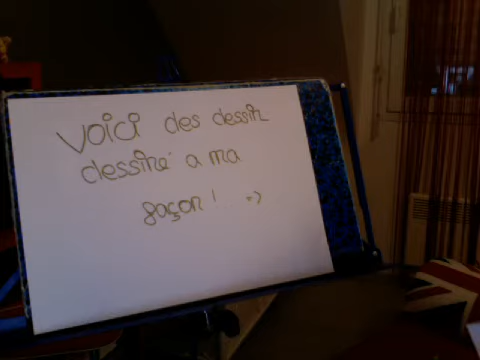 Voici des dessin
dessiné a ma
façon !... =>